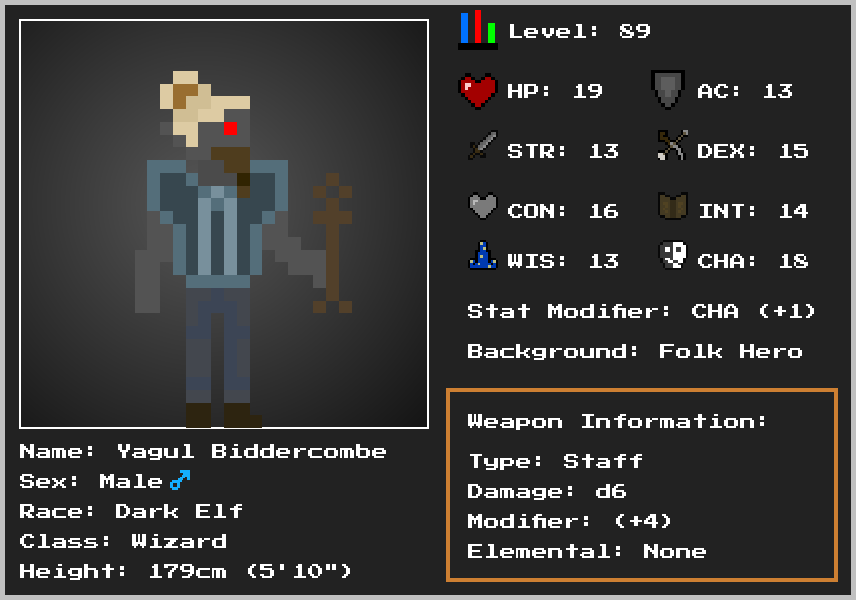 Level: 89
HP: 19
AC: 13
STR: 13
DEX: 15
CON: 16
INT: 14
WIS: 13
CHA: 18
Stat Modifier: CHA (+1)
Background: Folk Hero
Weapon Information:
Type: Staff
Damage: d6
Modifier: (+4)
Elemental: None
Name: Yagul Biddercombe
Sex: Male ♂
Race: Dark Elf
Class: Wizard
Height: 179cm (5'10")